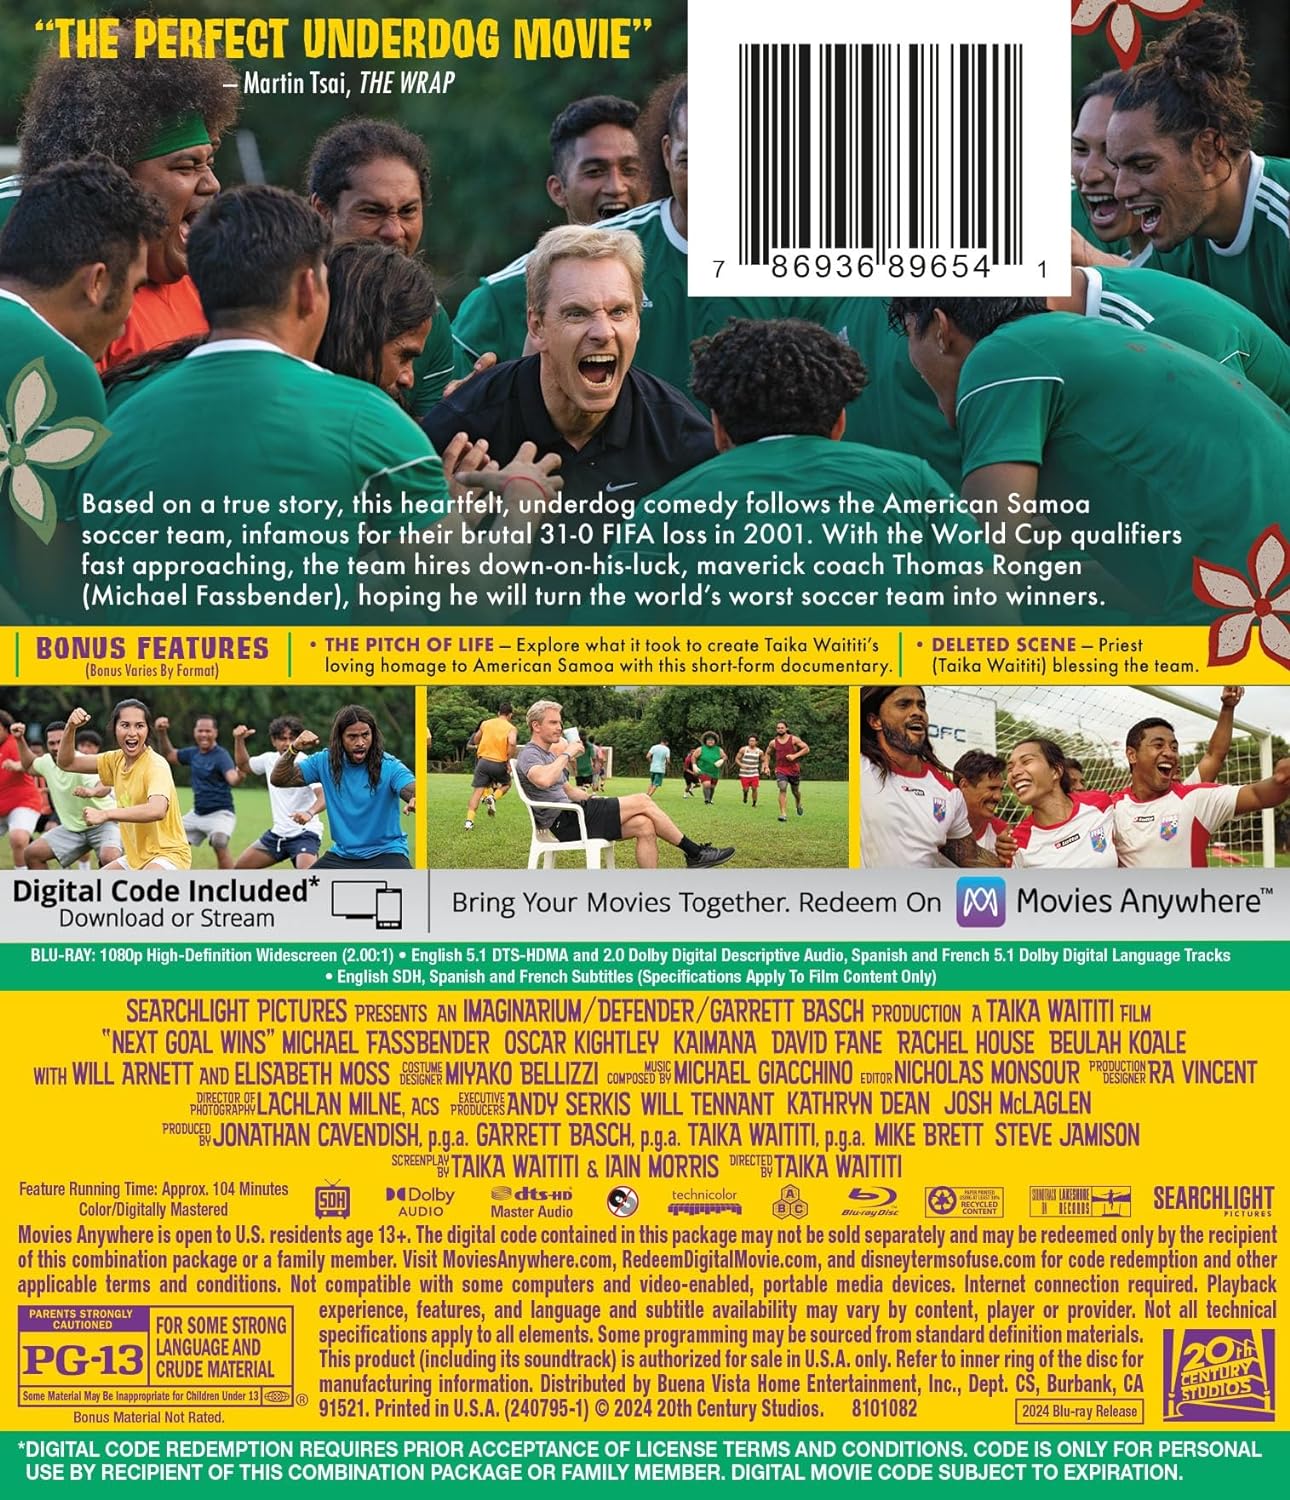 “THE PERFECT UNDERDOG MOVIE”
– Martin Tsai, THE WRAP
7 86936 89654 1
Based on a true story, this heartfelt, underdog comedy follows the American Samoa
soccer team, infamous for their brutal 31-0 FIFA loss in 2001. With the World Cup qualifiers
fast approaching, the team hires down-on-his-luck, maverick coach Thomas Rongen
(Michael Fassbender), hoping he will turn the world’s worst soccer team into winners.
BONUS FEATURES
(Bonus Varies By Format)
• THE PITCH OF LIFE – Explore what it took to create Taika Waititi’s
loving homage to American Samoa with this short-form documentary.
• DELETED SCENE – Priest
(Taika Waititi) blessing the team.
OFC
Digital Code Included*
Download or Stream
Bring Your Movies Together. Redeem On
Movies Anywhere™
BLU-RAY: 1080p High-Definition Widescreen (2.00:1) • English 5.1 DTS-HDMA and 2.0 Dolby Digital Descriptive Audio, Spanish and French 5.1 Dolby Digital Language Tracks
• English SDH, Spanish and French Subtitles (Specifications Apply To Film Content Only)
SEARCHLIGHT PICTURES PRESENTS AN IMAGINARIUM/DEFENDER/GARRETT BASCH PRODUCTION A TAIKA WAITITI FILM
“NEXT GOAL WINS” MICHAEL FASSBENDER OSCAR KIGHTLEY KAIMANA DAVID FANE RACHEL HOUSE BEULAH KOALE
WITH WILL ARNETT AND ELISABETH MOSS COSTUME DESIGNER MIYAKO BELLIZZI MUSIC COMPOSED BY MICHAEL GIACCHINO EDITOR NICHOLAS MONSOUR PRODUCTION DESIGNER RA VINCENT
DIRECTOR OF PHOTOGRAPHY LACHLAN MILNE, ACS EXECUTIVE PRODUCERS ANDY SERKIS WILL TENNANT KATHRYN DEAN JOSH McLAGLEN
PRODUCED BY JONATHAN CAVENDISH, p.g.a. GARRETT BASCH, p.g.a. TAIKA WAITITI, p.g.a. MIKE BRETT STEVE JAMISON
SCREENPLAY BY TAIKA WAITITI & IAIN MORRIS DIRECTED BY TAIKA WAITITI
Feature Running Time: Approx. 104 Minutes
Color/Digitally Mastered
SDH
Dolby
AUDIO
dts-HD
Master Audio
technicolor
A B C
Blu-ray Disc
RECYCLED
CONTENT
SEARCHLIGHT
PICTURES
Movies Anywhere is open to U.S. residents age 13+. The digital code contained in this package may not be sold separately and may be redeemed only by the recipient
of this combination package or a family member. Visit MoviesAnywhere.com, RedeemDigitalMovie.com, and disneytermsofuse.com for code redemption and other
applicable terms and conditions. Not compatible with some computers and video-enabled, portable media devices. Internet connection required. Playback
experience, features, and language and subtitle availability may vary by content, player or provider. Not all technical
specifications apply to all elements. Some programming may be sourced from standard definition materials.
This product (including its soundtrack) is authorized for sale in U.S.A. only. Refer to inner ring of the disc for
manufacturing information. Distributed by Buena Vista Home Entertainment, Inc., Dept. CS, Burbank, CA
91521. Printed in U.S.A. (240795-1) © 2024 20th Century Studios. 8101082
2024 Blu-ray Release
PARENTS STRONGLY
CAUTIONED
PG-13
FOR SOME STRONG
LANGUAGE AND
CRUDE MATERIAL
Some Material May Be Inappropriate for Children Under 13
®
Bonus Material Not Rated.
20th
CENTURY
STUDIOS
*DIGITAL CODE REDEMPTION REQUIRES PRIOR ACCEPTANCE OF LICENSE TERMS AND CONDITIONS. CODE IS ONLY FOR PERSONAL
USE BY RECIPIENT OF THIS COMBINATION PACKAGE OR FAMILY MEMBER. DIGITAL MOVIE CODE SUBJECT TO EXPIRATION.